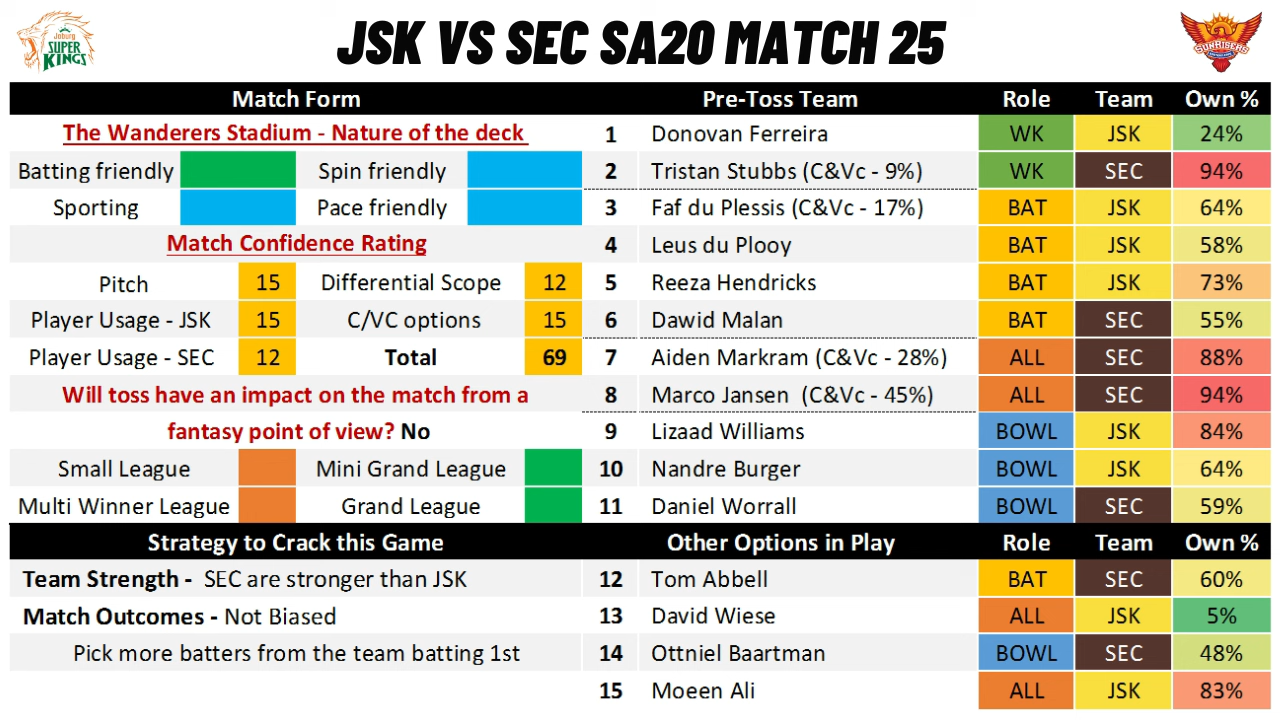 Joburg
SUPER
KINGS
JSK VS SEC SA20 MATCH 25
SUNRISERS
Match Form
The Wanderers Stadium - Nature of the deck
Batting friendly Spin friendly
Sporting Pace friendly
Match Confidence Rating
Pitch 15 Differential Scope 12
Player Usage - JSK 15 C/VC options 15
Player Usage - SEC 12 Total 69
Will toss have an impact on the match from a
fantasy point of view? No
Small League Mini Grand League
Multi Winner League Grand League
Pre-Toss Team Role Team Own %
1 Donovan Ferreira WK JSK 24%
2 Tristan Stubbs (C&Vc - 9%) WK SEC 94%
3 Faf du Plessis (C&Vc - 17%) BAT JSK 64%
4 Leus du Plooy BAT JSK 58%
5 Reeza Hendricks BAT JSK 73%
6 Dawid Malan BAT SEC 55%
7 Aiden Markram (C&Vc - 28%) ALL SEC 88%
8 Marco Jansen (C&Vc - 45%) ALL SEC 94%
9 Lizaad Williams BOWL JSK 84%
10 Nandre Burger BOWL JSK 64%
11 Daniel Worrall BOWL SEC 59%
Strategy to Crack this Game
Team Strength - SEC are stronger than JSK
Match Outcomes - Not Biased
Pick more batters from the team batting 1st
Other Options in Play Role Team Own %
12 Tom Abbell BAT SEC 60%
13 David Wiese ALL JSK 5%
14 Ottniel Baartman BOWL SEC 48%
15 Moeen Ali ALL JSK 83%